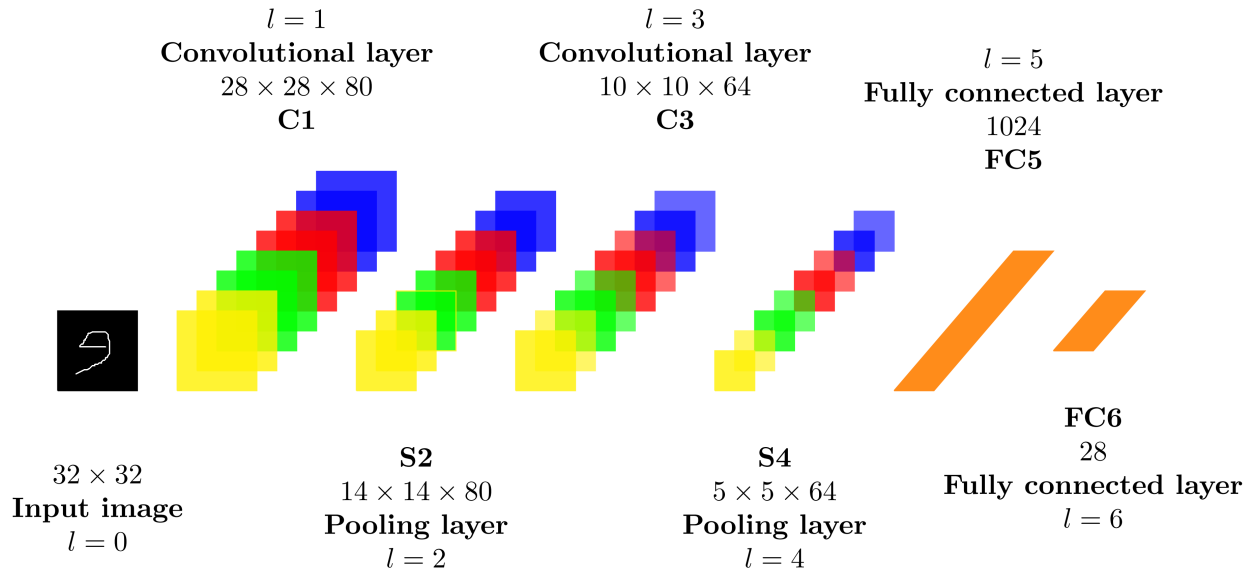 l = 1
Convolutional layer
28 × 28 × 80
C1
l = 3
Convolutional layer
10 × 10 × 64
C3
l = 5
Fully connected layer
1024
FC5
32 × 32
Input image
l = 0
S2
14 × 14 × 80
Pooling layer
l = 2
S4
5 × 5 × 64
Pooling layer
l = 4
FC6
28
Fully connected layer
l = 6